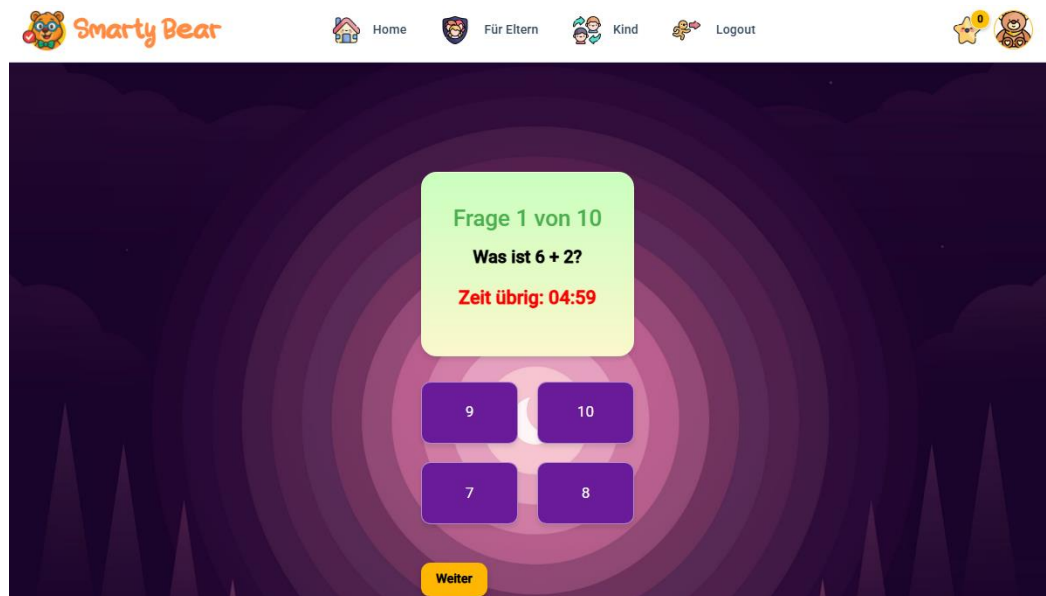 Smarty Bear
Home
Für Eltern
Kind
Logout
0
Frage 1 von 10
Was ist 6 + 2?
Zeit übrig: 04:59
9
10
7
8
Weiter